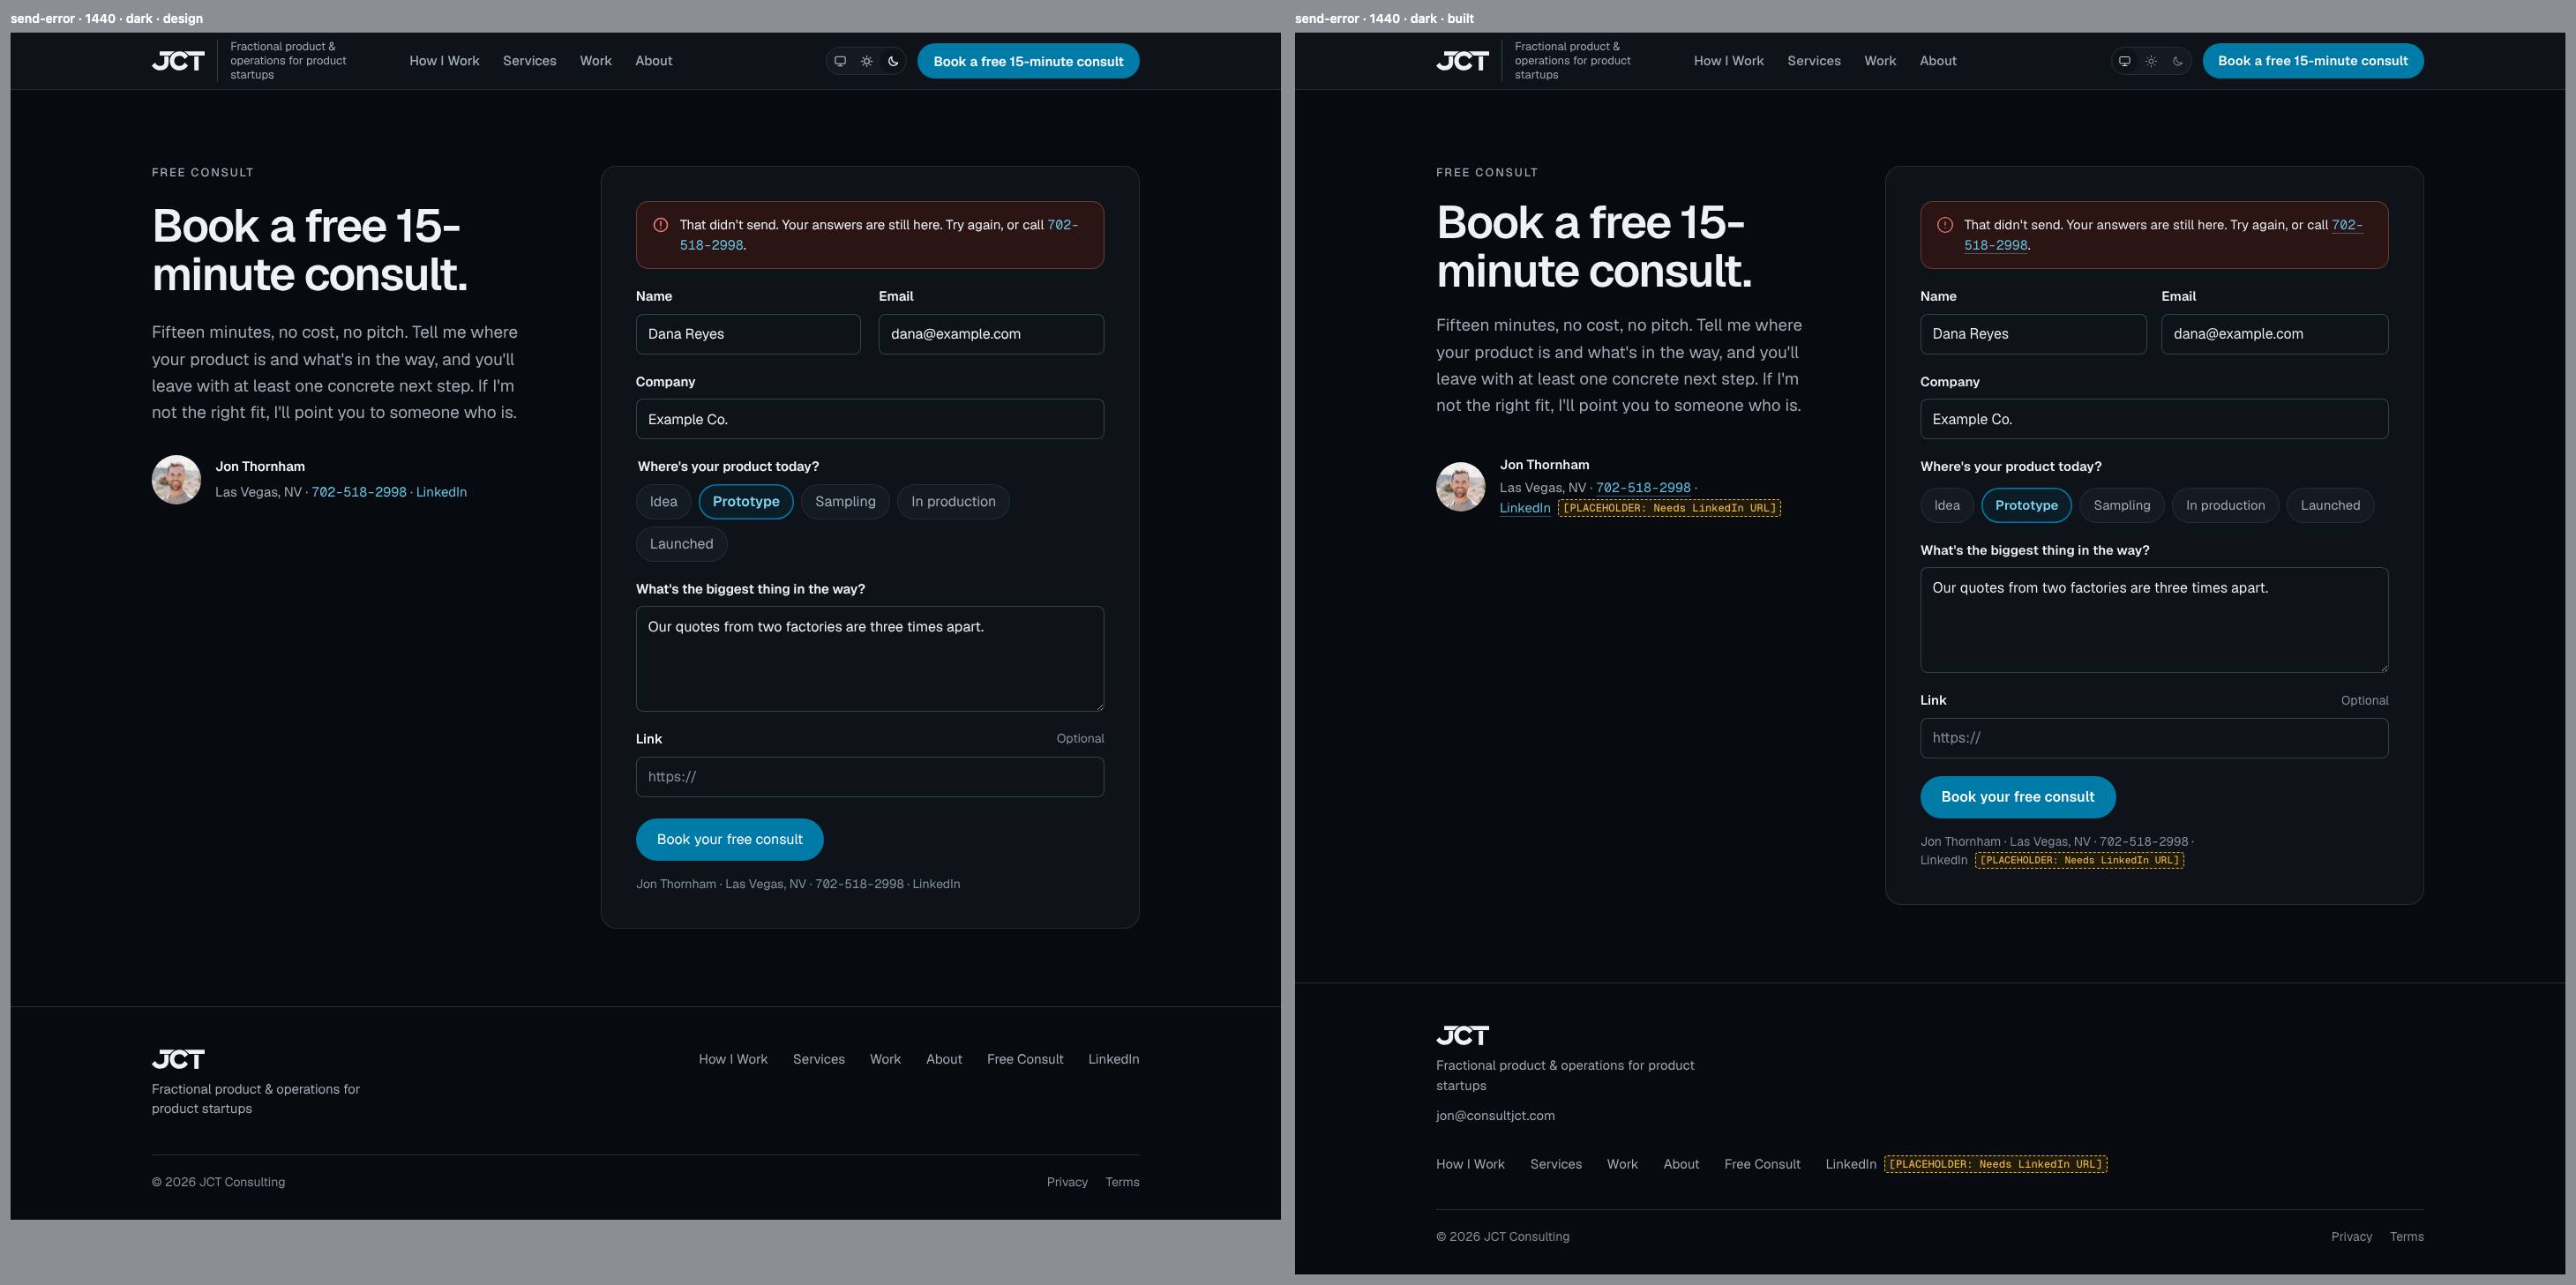 send-error · 1440 · dark · design
JCT
Fractional product &
operations for product
startups
How I Work
Services
Work
About
Book a free 15-minute consult
FREE CONSULT
Book a free 15-
minute consult.
Fifteen minutes, no cost, no pitch. Tell me where
your product is and what's in the way, and you'll
leave with at least one concrete next step. If I'm
not the right fit, I'll point you to someone who is.
Jon Thornham
Las Vegas, NV · 702-518-2998 · LinkedIn
That didn't send. Your answers are still here. Try again, or call 702-
518-2998.
Name
Email
Dana Reyes
dana@example.com
Company
Example Co.
Where's your product today?
Idea
Prototype
Sampling
In production
Launched
What's the biggest thing in the way?
Our quotes from two factories are three times apart.
Link
Optional
https://
Book your free consult
Jon Thornham · Las Vegas, NV · 702-518-2998 · LinkedIn
JCT
Fractional product & operations for
product startups
How I Work
Services
Work
About
Free Consult
LinkedIn
© 2026 JCT Consulting
Privacy
Terms
send-error · 1440 · dark · built
JCT
Fractional product &
operations for product
startups
How I Work
Services
Work
About
Book a free 15-minute consult
FREE CONSULT
Book a free 15-
minute consult.
Fifteen minutes, no cost, no pitch. Tell me where
your product is and what's in the way, and you'll
leave with at least one concrete next step. If I'm
not the right fit, I'll point you to someone who is.
Jon Thornham
Las Vegas, NV · 702-518-2998 ·
LinkedIn [PLACEHOLDER: Needs LinkedIn URL]
That didn't send. Your answers are still here. Try again, or call 702-
518-2998.
Name
Email
Dana Reyes
dana@example.com
Company
Example Co.
Where's your product today?
Idea
Prototype
Sampling
In production
Launched
What's the biggest thing in the way?
Our quotes from two factories are three times apart.
Link
Optional
https://
Book your free consult
Jon Thornham · Las Vegas, NV · 702-518-2998 ·
LinkedIn [PLACEHOLDER: Needs LinkedIn URL]
JCT
Fractional product & operations for product
startups
jon@consultjct.com
How I Work
Services
Work
About
Free Consult
LinkedIn [PLACEHOLDER: Needs LinkedIn URL]
© 2026 JCT Consulting
Privacy
Terms